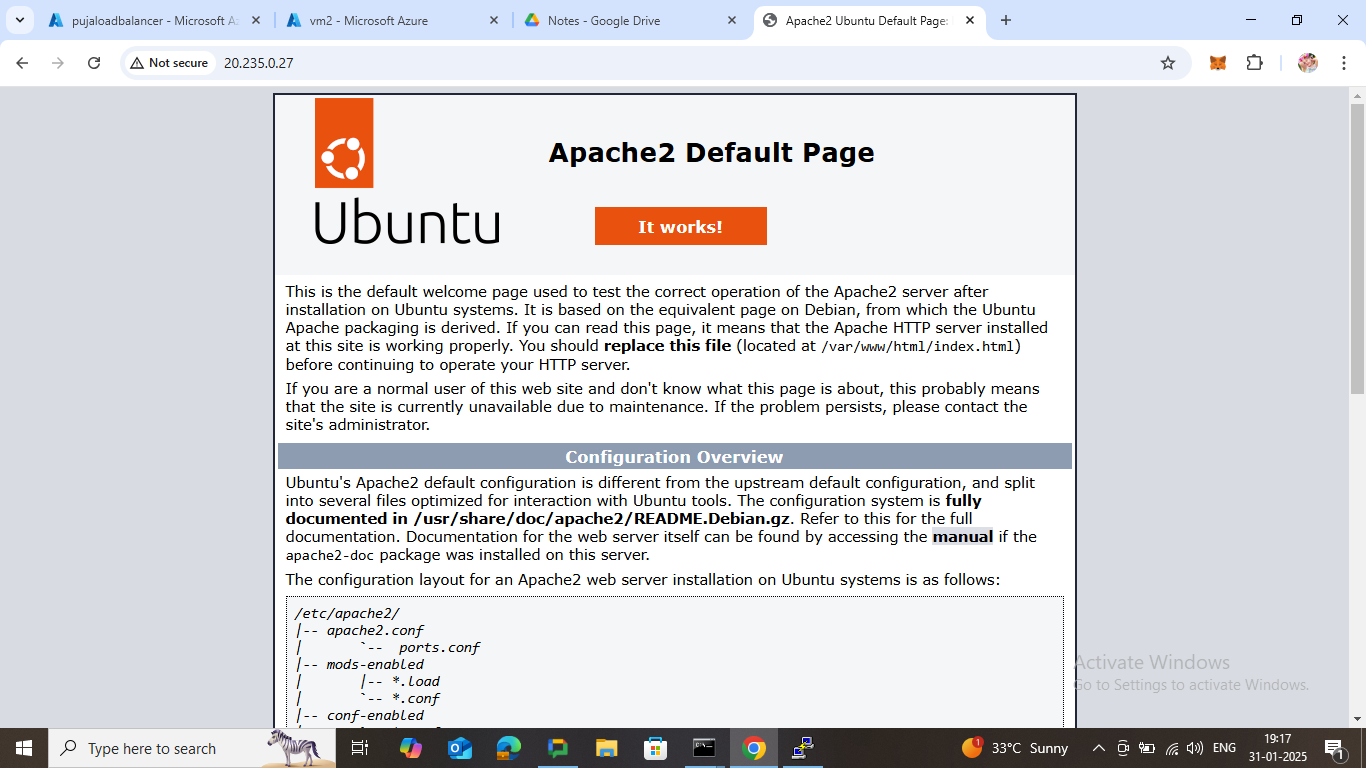 pujaloadbalancer - Microsoft A
vm2 - Microsoft Azure
Notes - Google Drive
Apache2 Ubuntu Default Page:
Not secure
20.235.0.27
Apache2 Default Page
Ubuntu
It works!
This is the default welcome page used to test the correct operation of the Apache2 server after
installation on Ubuntu systems. It is based on the equivalent page on Debian, from which the Ubuntu
Apache packaging is derived. If you can read this page, it means that the Apache HTTP server installed
at this site is working properly. You should replace this file (located at /var/www/html/index.html)
before continuing to operate your HTTP server.
If you are a normal user of this web site and don't know what this page is about, this probably means
that the site is currently unavailable due to maintenance. If the problem persists, please contact the
site's administrator.
Configuration Overview
Ubuntu's Apache2 default configuration is different from the upstream default configuration, and split
into several files optimized for interaction with Ubuntu tools. The configuration system is fully
documented in /usr/share/doc/apache2/README.Debian.gz. Refer to this for the full
documentation. Documentation for the web server itself can be found by accessing the manual if the
apache2-doc package was installed on this server.
The configuration layout for an Apache2 web server installation on Ubuntu systems is as follows:
/etc/apache2/
|-- apache2.conf
|       `--  ports.conf
|-- mods-enabled
|       |-- *.load
|       `-- *.conf
|-- conf-enabled
Activate Windows
Go to Settings to activate Windows.
Type here to search
1
33°C Sunny
ENG
19:17
31-01-2025
1